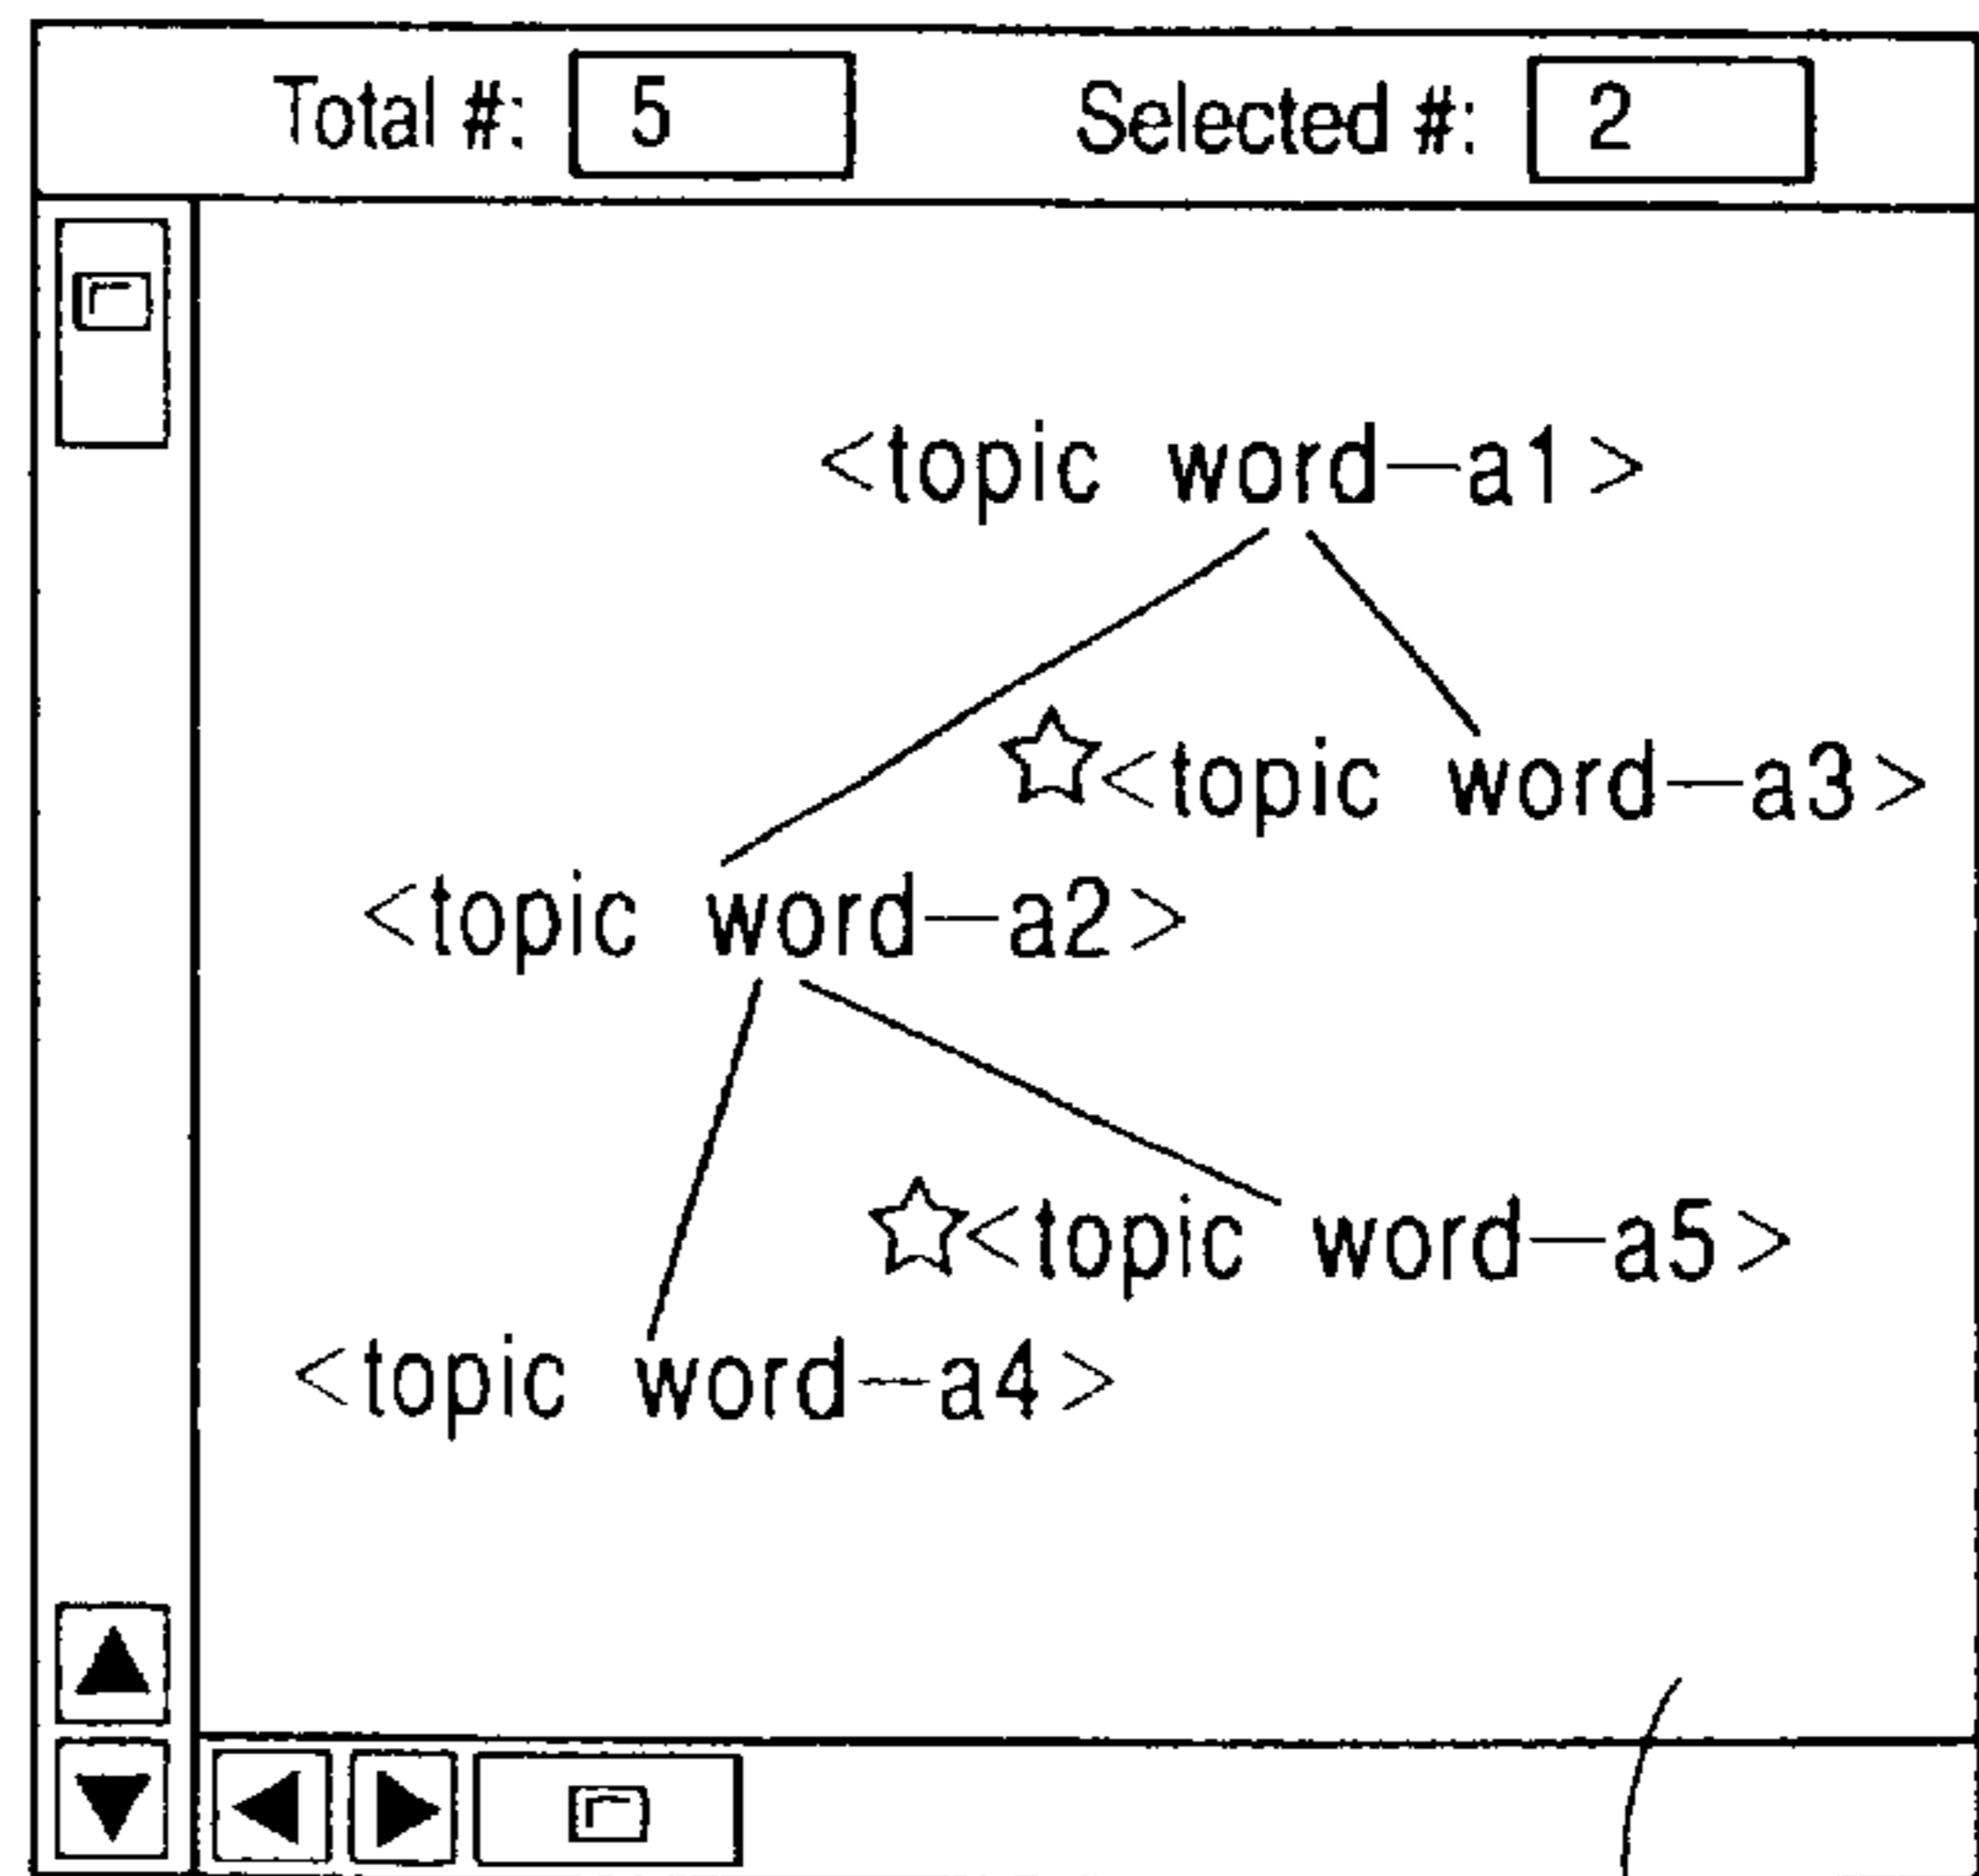 Total #: 5 Selected #: 2
<topic word—a1>
☆<topic word—a3>
<topic word—a2>
☆<topic word—a5>
<topic word—a4>